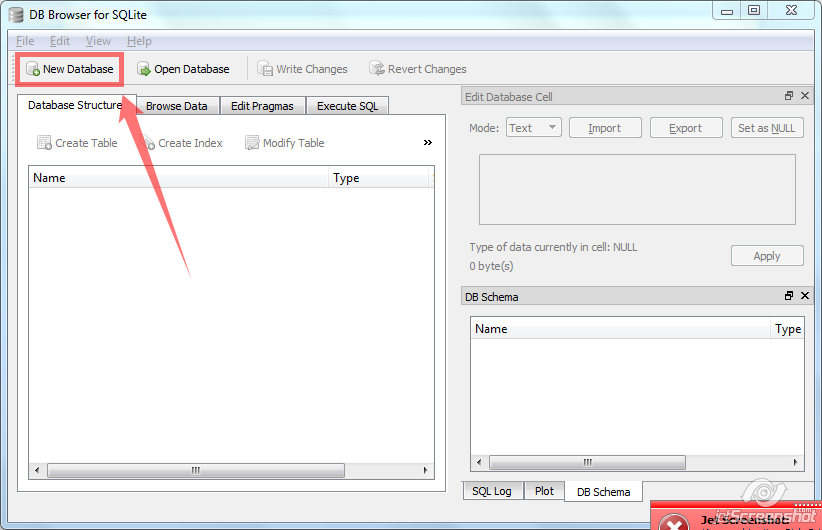 DB Browser for SQLite
File Edit View Help
New Database Open Database Write Changes Revert Changes
Database Structure Browse Data Edit Pragmas Execute SQL
Create Table Create Index Modify Table »
Name Type
Edit Database Cell
Mode: Text Import Export Set as NULL
Type of data currently in cell: NULL
0 byte(s)
Apply
DB Schema
Name Type
SQL Log Plot DB Schema
Jet Screenshot
jetScreenshot
.com